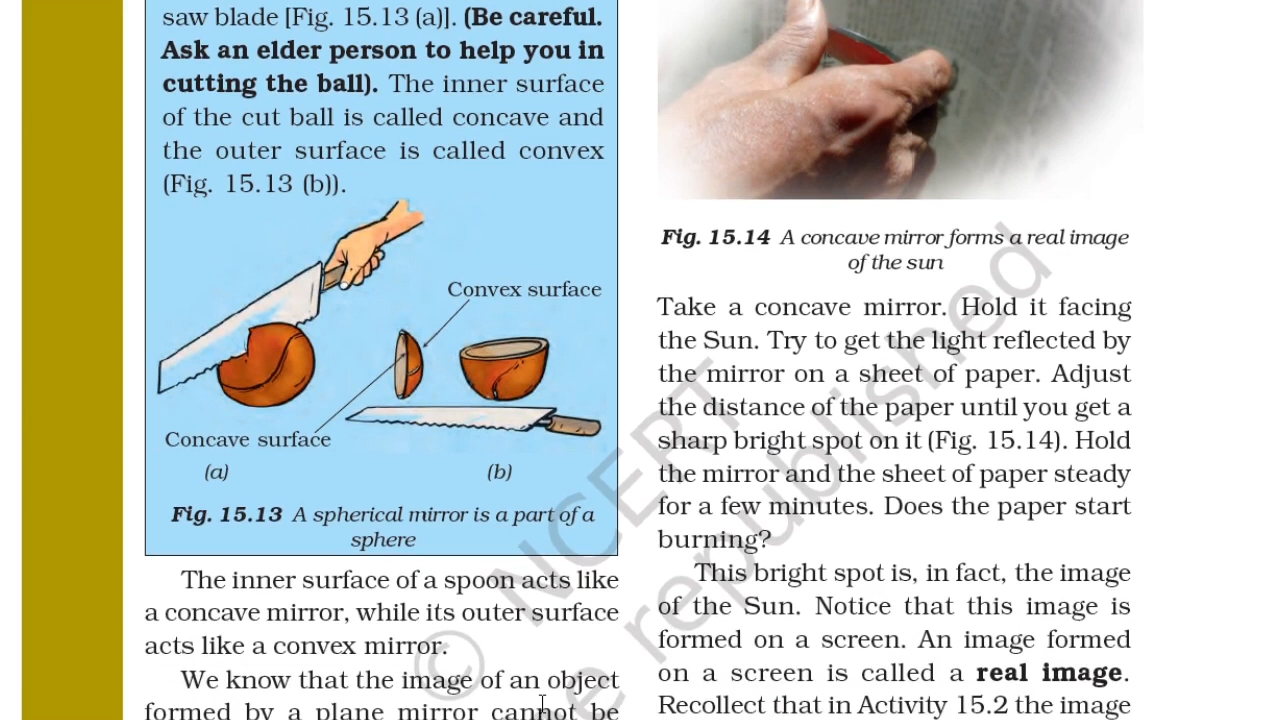 saw blade [Fig. 15.13 (a)]. (Be careful.
Ask an elder person to help you in
cutting the ball). The inner surface
of the cut ball is called concave and
the outer surface is called convex
(Fig. 15.13 (b)).
Convex surface
Concave surface
(a)
(b)
Fig. 15.13 A spherical mirror is a part of a
sphere
The inner surface of a spoon acts like
a concave mirror, while its outer surface
acts like a convex mirror.
We know that the image of an object
formed by a plane mirror cannot be
Fig. 15.14 A concave mirror forms a real image
of the sun
Take a concave mirror. Hold it facing
the Sun. Try to get the light reflected by
the mirror on a sheet of paper. Adjust
the distance of the paper until you get a
sharp bright spot on it (Fig. 15.14). Hold
the mirror and the sheet of paper steady
for a few minutes. Does the paper start
burning?
This bright spot is, in fact, the image
of the Sun. Notice that this image is
formed on a screen. An image formed
on a screen is called a real image.
Recollect that in Activity 15.2 the image
© NCERT
e republished